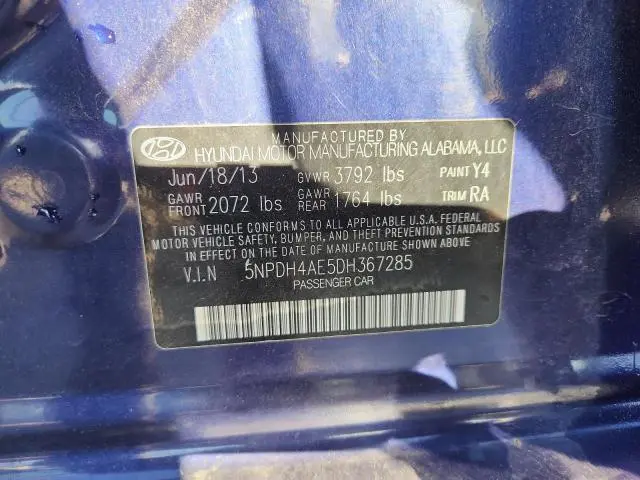 MANUFACTURED BY
HYUNDAI MOTOR MANUFACTURING ALABAMA, LLC
Jun/18/13 GVWR 3792 lbs PAINT Y4
GAWR FRONT 2072 lbs GAWR REAR 1764 lbs TRIM RA
THIS VEHICLE CONFORMS TO ALL APPLICABLE U.S.A. FEDERAL
MOTOR VEHICLE SAFETY, BUMPER, AND THEFT PREVENTION
STANDARDS IN EFFECT ON THE DATE OF MANUFACTURE SHOWN ABOVE.
V.I.N 5NPDH4AE5DH367285
PASSENGER CAR